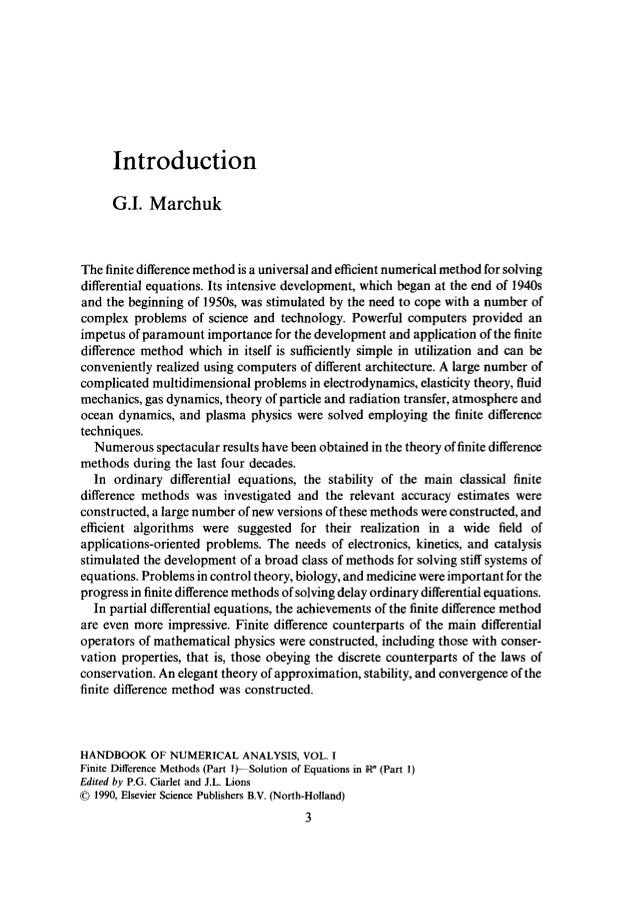 Introduction
G.I. Marchuk
The finite difference method is a universal and efficient numerical method for solving
differential equations. Its intensive development, which began at the end of 1940s
and the beginning of 1950s, was stimulated by the need to cope with a number of
complex problems of science and technology. Powerful computers provided an
impetus of paramount importance for the development and application of the finite
difference method which in itself is sufficiently simple in utilization and can be
conveniently realized using computers of different architecture. A large number of
complicated multidimensional problems in electrodynamics, elasticity theory, fluid
mechanics, gas dynamics, theory of particle and radiation transfer, atmosphere and
ocean dynamics, and plasma physics were solved employing the finite difference
techniques.
Numerous spectacular results have been obtained in the theory of finite difference
methods during the last four decades.
In ordinary differential equations, the stability of the main classical finite
difference methods was investigated and the relevant accuracy estimates were
constructed, a large number of new versions of these methods were constructed, and
efficient algorithms were suggested for their realization in a wide field of
applications-oriented problems. The needs of electronics, kinetics, and catalysis
stimulated the development of a broad class of methods for solving stiff systems of
equations. Problems in control theory, biology, and medicine were important for the
progress in finite difference methods of solving delay ordinary differential equations.
In partial differential equations, the achievements of the finite difference method
are even more impressive. Finite difference counterparts of the main differential
operators of mathematical physics were constructed, including those with conser-
vation properties, that is, those obeying the discrete counterparts of the laws of
conservation. An elegant theory of approximation, stability, and convergence of the
finite difference method was constructed.
HANDBOOK OF NUMERICAL ANALYSIS, VOL. I
Finite Difference Methods (Part 1)—Solution of Equations in ℝⁿ (Part 1)
Edited by P.G. Ciarlet and J.L. Lions
© 1990, Elsevier Science Publishers B.V. (North-Holland)
3